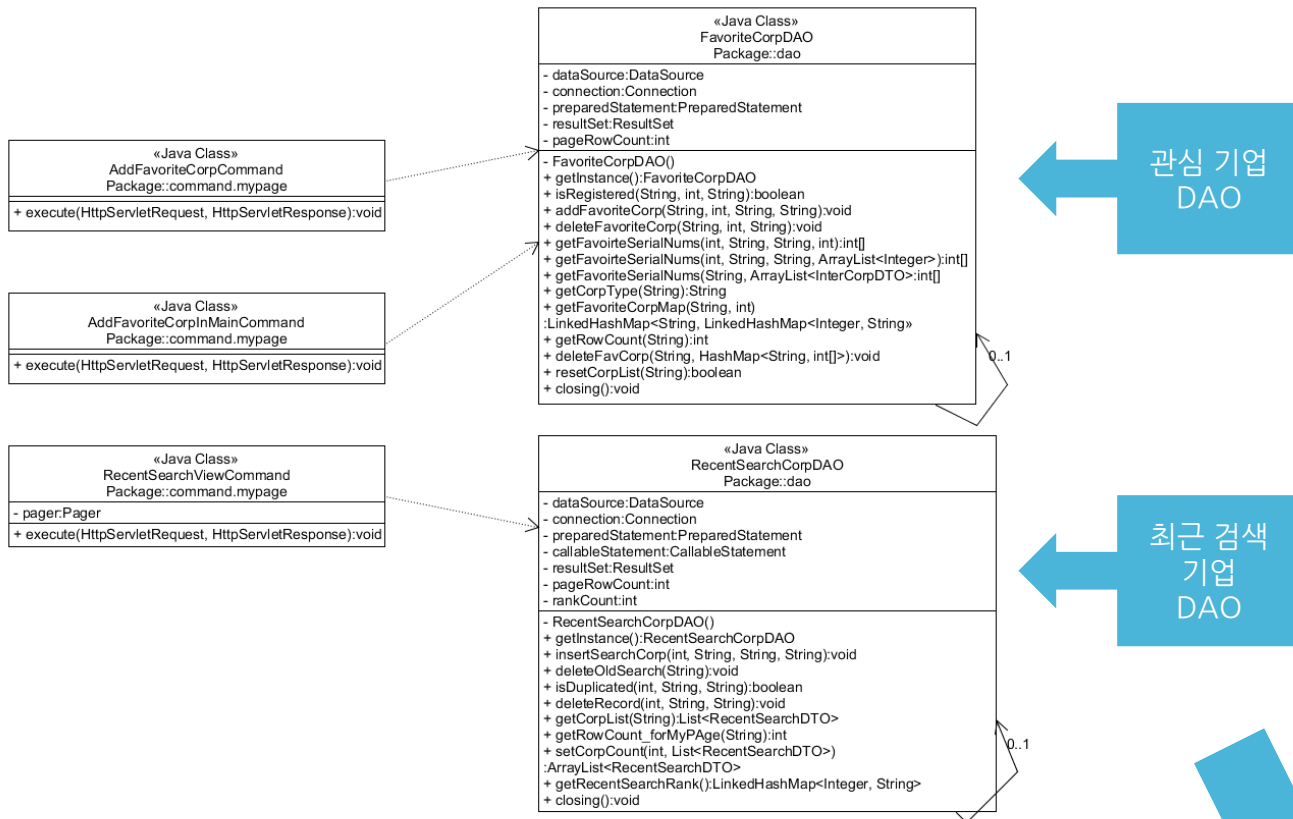 «Java Class»
FavoriteCorpDAO
Package::dao
- dataSource:DataSource
- connection:Connection
- preparedStatement:PreparedStatement
- resultSet:ResultSet
- pageRowCount:int
- FavoriteCorpDAO()
+ getInstance():FavoriteCorpDAO
+ isRegistered(String, int, String):boolean
+ addFavoriteCorp(String, int, String, String):void
+ deleteFavoriteCorp(String, int, String):void
+ getFavoirteSerialNums(int, String, String, int):int[]
+ getFavoirteSerialNums(int, String, String, ArrayList<Integer>):int[]
+ getFavoriteSerialNums(String, ArrayList<InterCorpDTO>:int[]
+ getCorpType(String):String
+ getFavoriteCorpMap(String, int)
:LinkedHashMap<String, LinkedHashMap<Integer, String»
+ getRowCount(String):int
+ deleteFavCorp(String, HashMap<String, int[]>):void
+ resetCorpList(String):boolean
+ closing():void
0..1
«Java Class»
AddFavoriteCorpCommand
Package::command.mypage
+ execute(HttpServletRequest, HttpServletResponse):void
«Java Class»
AddFavoriteCorpInMainCommand
Package::command.mypage
+ execute(HttpServletRequest, HttpServletResponse):void
관심 기업
DAO
«Java Class»
RecentSearchViewCommand
Package::command.mypage
- pager:Pager
+ execute(HttpServletRequest, HttpServletResponse):void
«Java Class»
RecentSearchCorpDAO
Package::dao
- dataSource:DataSource
- connection:Connection
- preparedStatement:PreparedStatement
- callableStatement:CallableStatement
- resultSet:ResultSet
- pageRowCount:int
- rankCount:int
- RecentSearchCorpDAO()
+ getInstance():RecentSearchCorpDAO
+ insertSearchCorp(int, String, String, String):void
+ deleteOldSearch(String):void
+ isDuplicated(int, String, String):boolean
+ deleteRecord(int, String, String):void
+ getCorpList(String):List<RecentSearchDTO>
+ getRowCount_forMyPAge(String):int
+ setCorpCount(int, List<RecentSearchDTO>)
:ArrayList<RecentSearchDTO>
+ getRecentSearchRank():LinkedHashMap<Integer, String>
+ closing():void
0..1
최근 검색
기업
DAO